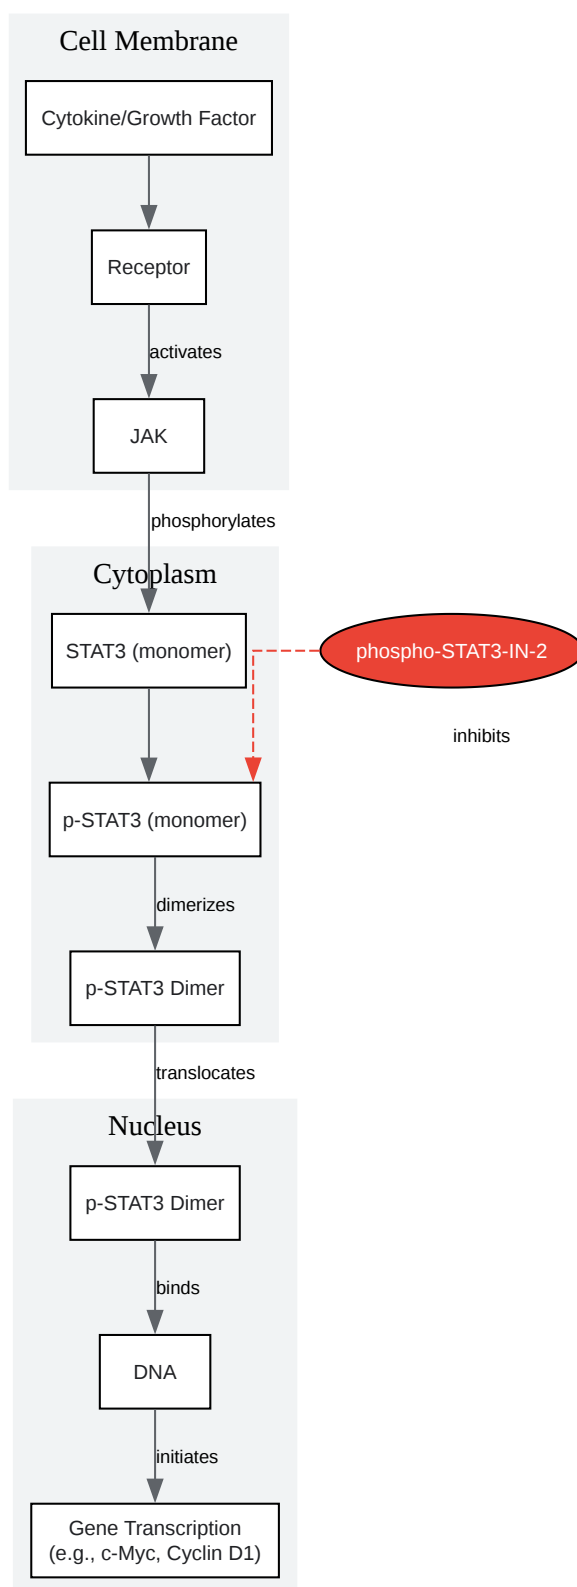 Cell Membrane
Cytokine/Growth Factor
Receptor
activates
JAK
phosphorylates
Cytoplasm
STAT3 (monomer)
phospho-STAT3-IN-2
inhibits
p-STAT3 (monomer)
dimerizes
p-STAT3 Dimer
translocates
Nucleus
p-STAT3 Dimer
binds
DNA
initiates
Gene Transcription
(e.g., c-Myc, Cyclin D1)